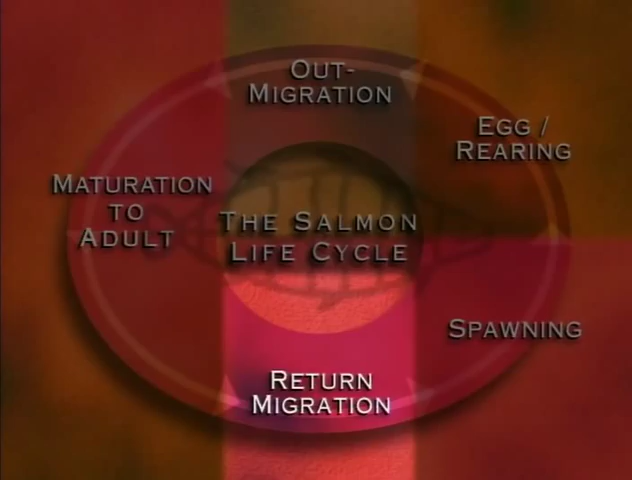 OUT-
MIGRATION
EGG /
REARING
MATURATION
TO
ADULT
THE SALMON
LIFE CYCLE
SPAWNING
RETURN
MIGRATION